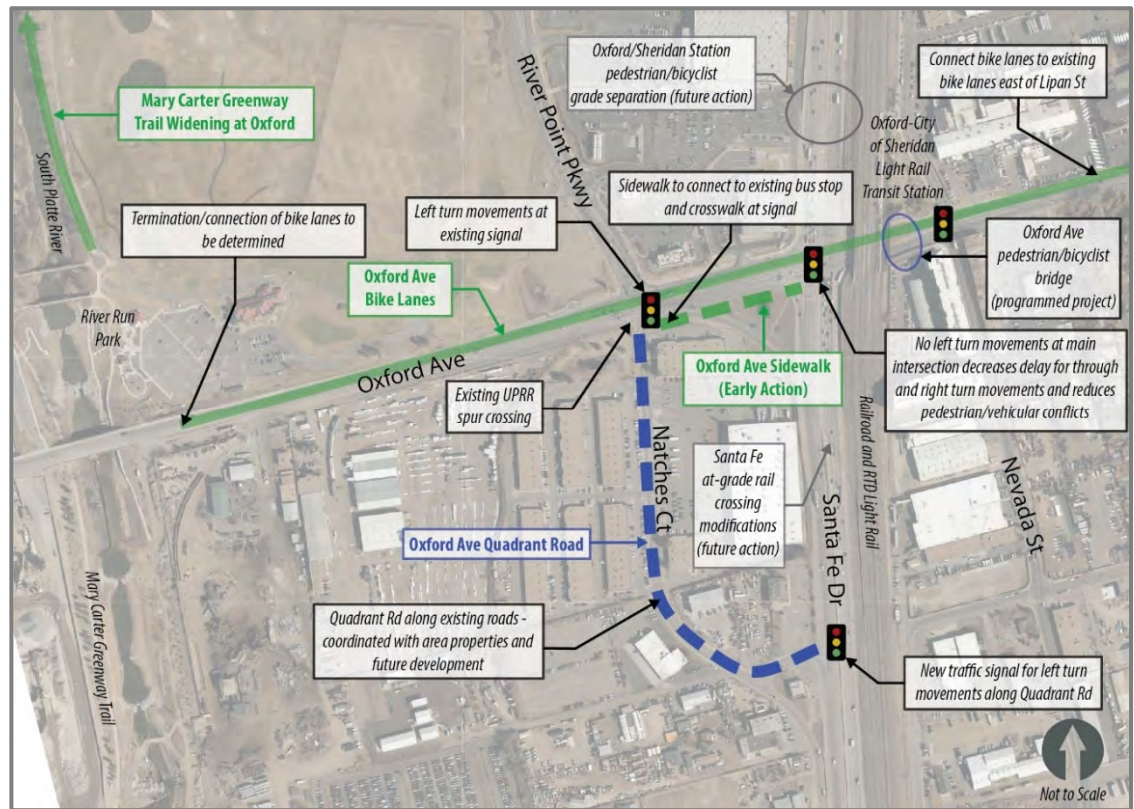 Mary Carter Greenway
Trail Widening at Oxford
South Platte River
Termination/connection of bike lanes to
be determined
River Run
Park
River Point Pkwy
Oxford/Sheridan Station
pedestrian/bicyclist
grade separation (future action)
Connect bike lanes to existing
bike lanes east of Lipan St
Oxford-City
of Sheridan
Light Rail
Transit Station
Left turn movements at
existing signal
Sidewalk to connect to existing bus stop
and crosswalk at signal
Oxford Ave
Bike Lanes
Oxford Ave
pedestrian/bicyclist
bridge
(programmed project)
Oxford Ave
Existing UPRR
spur crossing
Oxford Ave Sidewalk
(Early Action)
No left turn movements at main
intersection decreases delay for through
and right turn movements and reduces
pedestrian/vehicular conflicts
Natches Ct
Santa Fe
at-grade rail
crossing
modifications
(future action)
Santa Fe Dr
Railroad and RTD Light Rail
Nevada St
Oxford Ave Quadrant Road
Mary Carter Greenway Trail
Quadrant Rd along existing roads -
coordinated with area properties and
future development
New traffic signal for left turn
movements along Quadrant Rd
Not to Scale